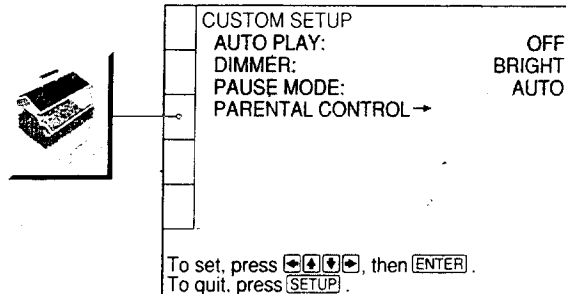 CUSTOM SETUP
AUTO PLAY: OFF
DIMMER: BRIGHT
PAUSE MODE: AUTO
PARENTAL CONTROL→
To set, press ←↑↓→, then ENTER.
To quit, press SETUP.